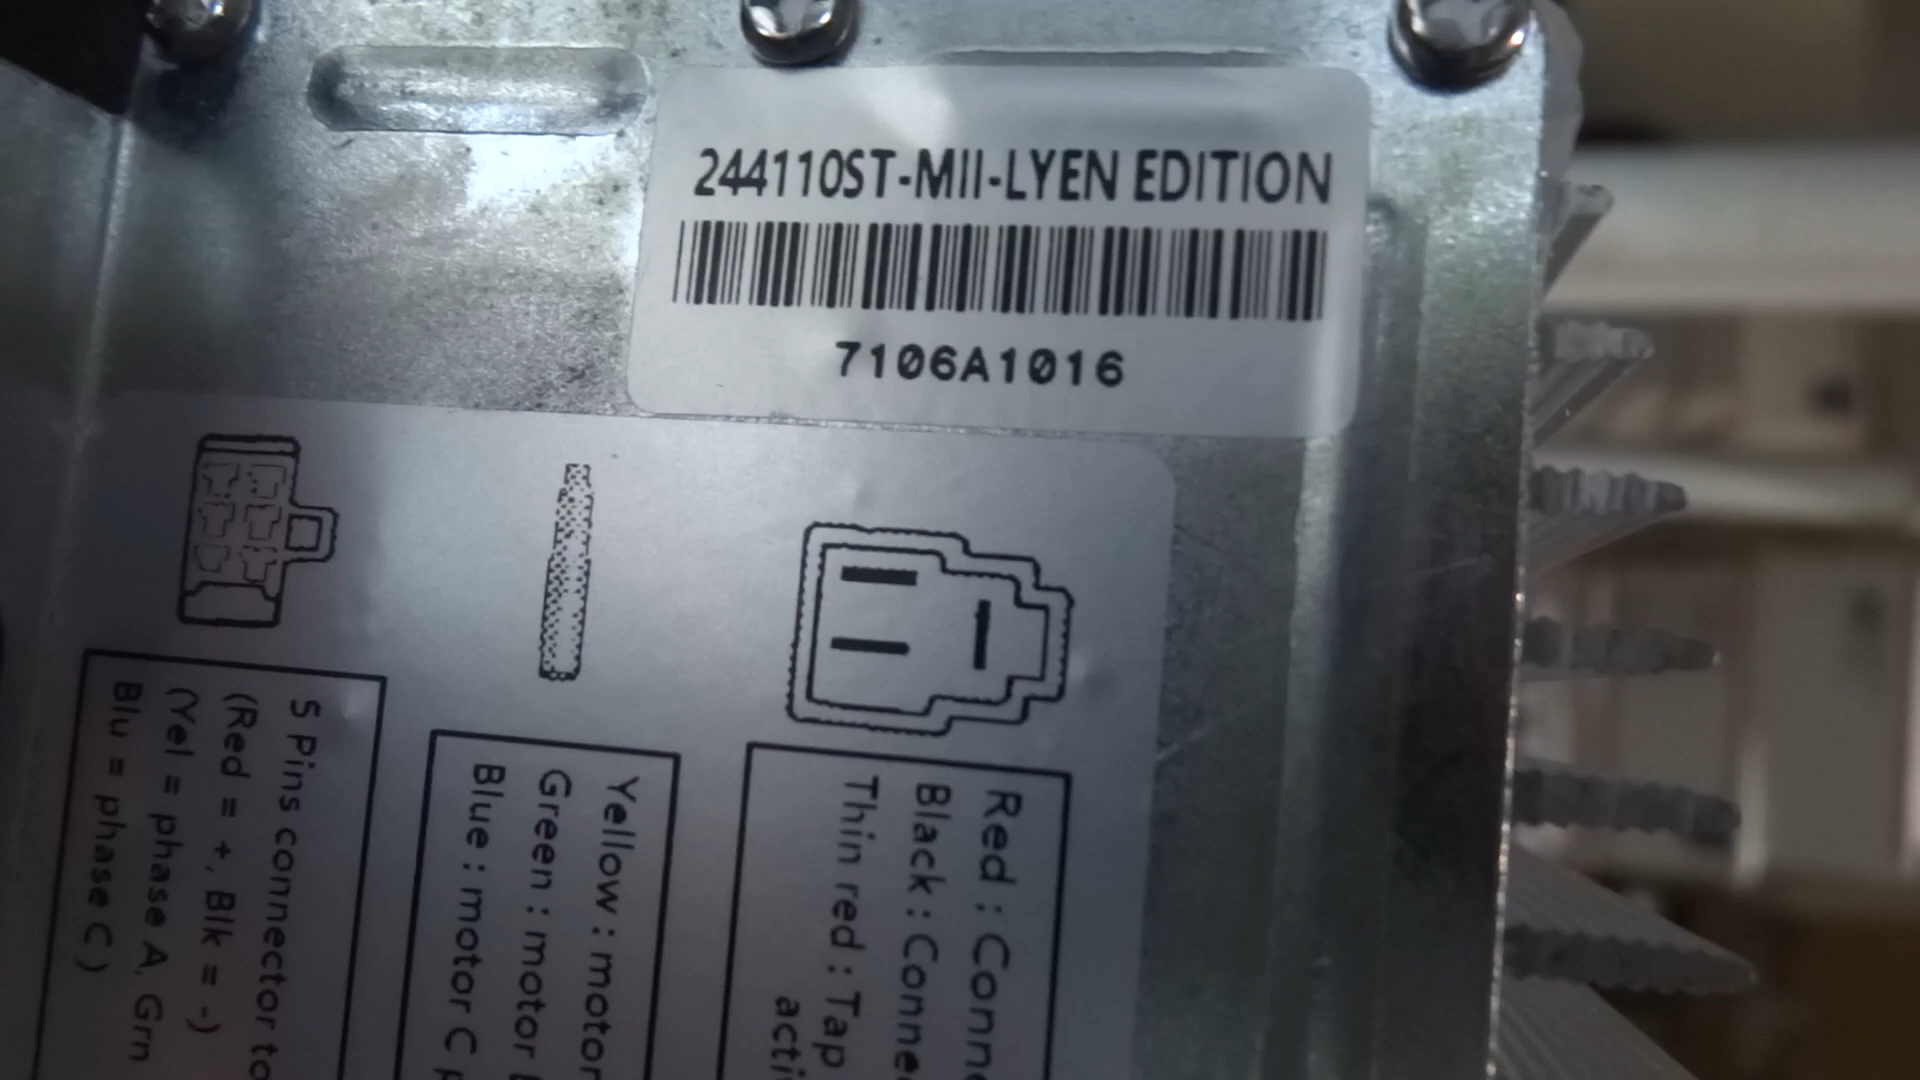 244110ST-MII-LYEN EDITION
7106A1016
Red : Conne
Black : Connec
Thin red : Tap
acti
Yellow : motor
Green : motor
Blue : motor C
5 Pins connector to
(Red = +, Blk = -)
(Yel = phase A, Grn
Blu = phase C )